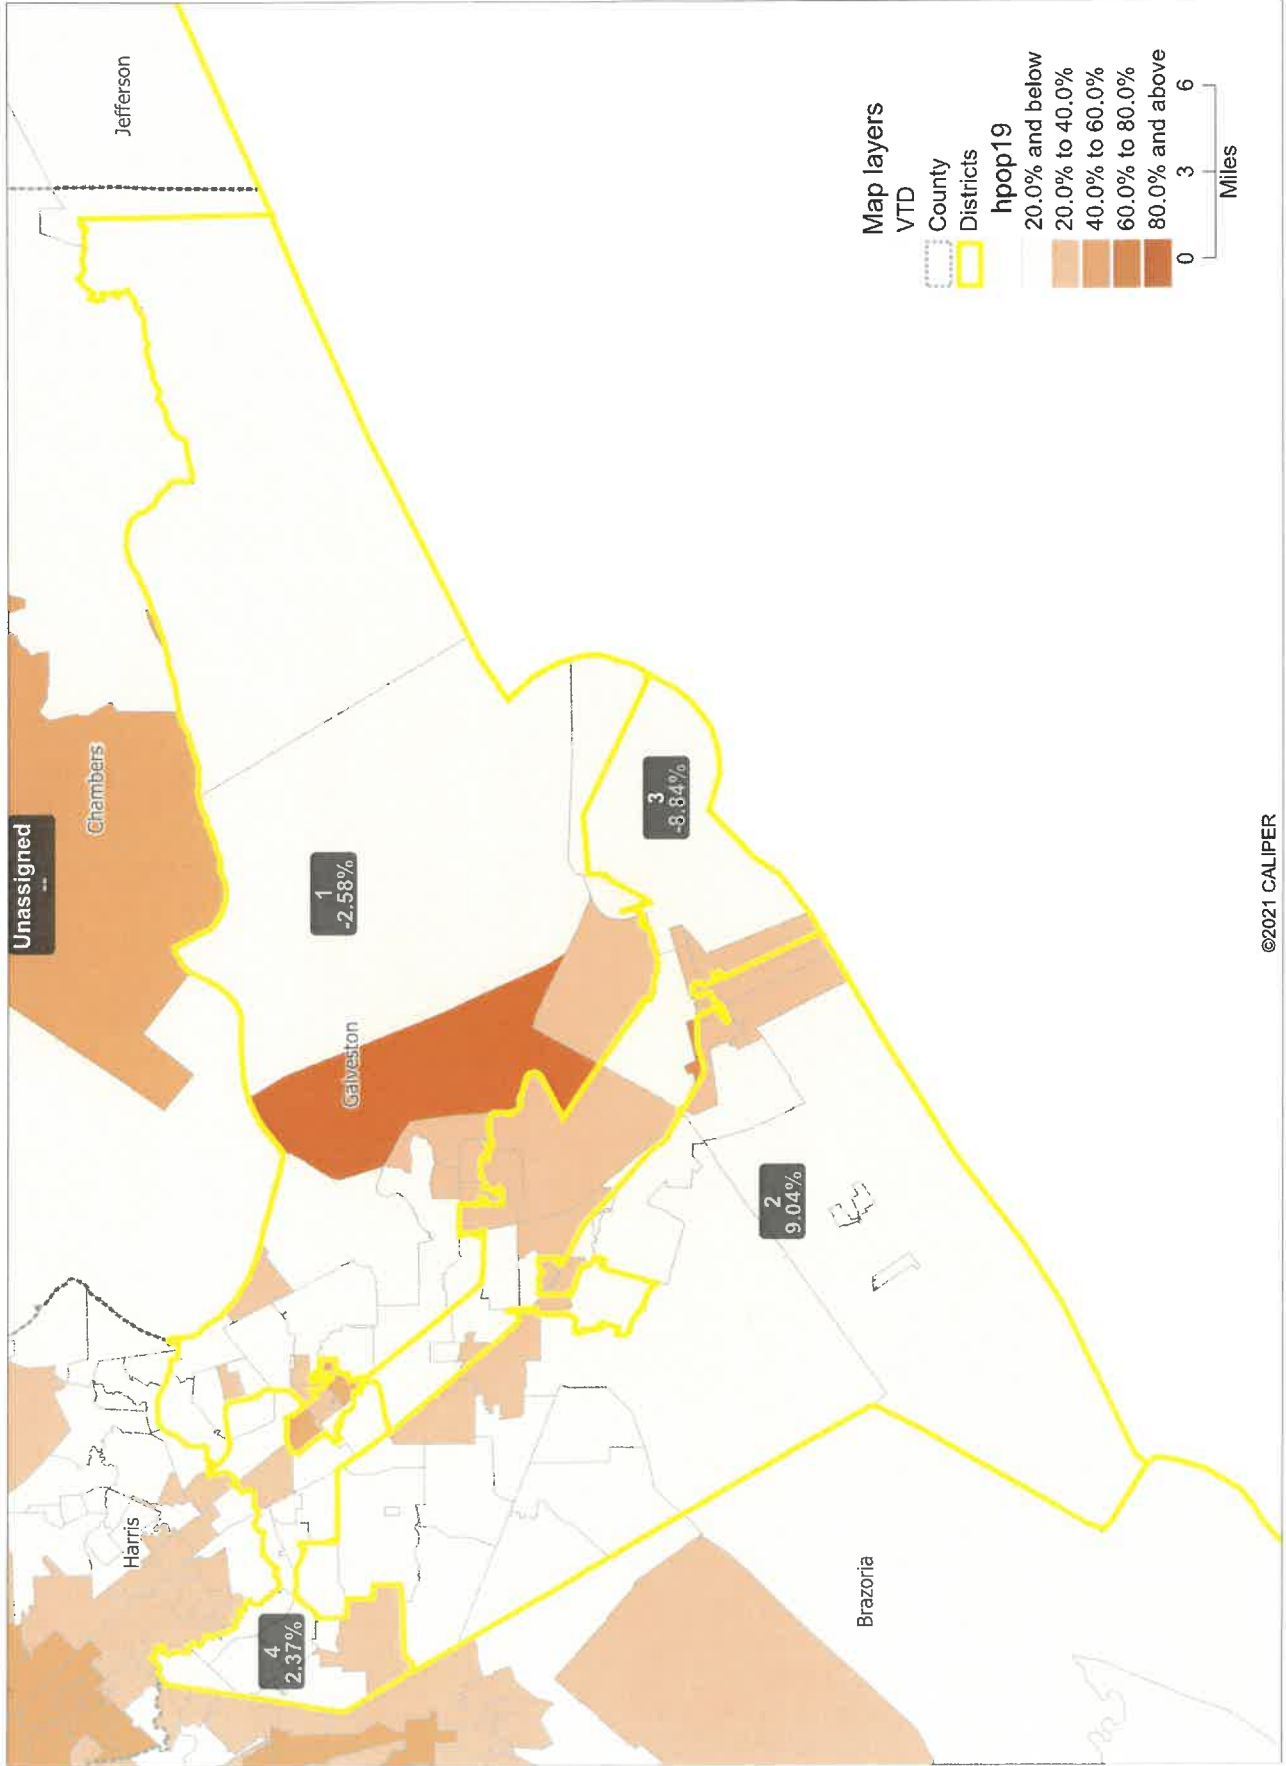 Unassigned
--
Chambers
Jefferson
Harris
Galveston
Brazoria
1
-2.58%
2
9.04%
3
-8.84%
4
2.37%
Map layers
VTD
County
Districts
hpop19
20.0% and below
20.0% to 40.0%
40.0% to 60.0%
60.0% to 80.0%
80.0% and above
0 3 6
Miles
©2021 CALIPER